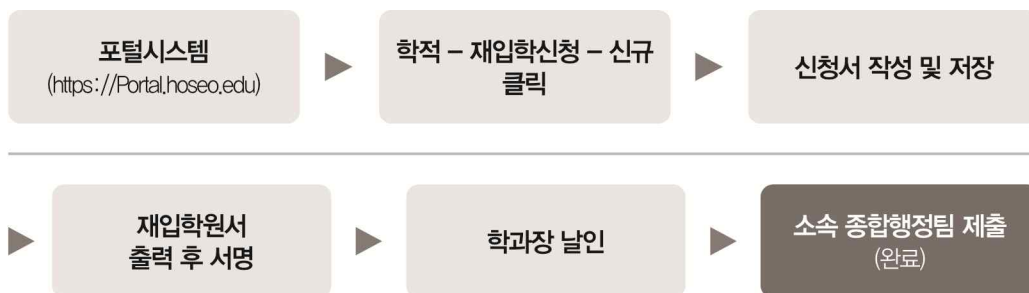 포털시스템
(https://Portal.hoseo.edu)
학적 – 재입학신청 – 신규
클릭
신청서 작성 및 저장
재입학원서
출력 후 서명
학과장 날인
소속 종합행정팀 제출
(완료)